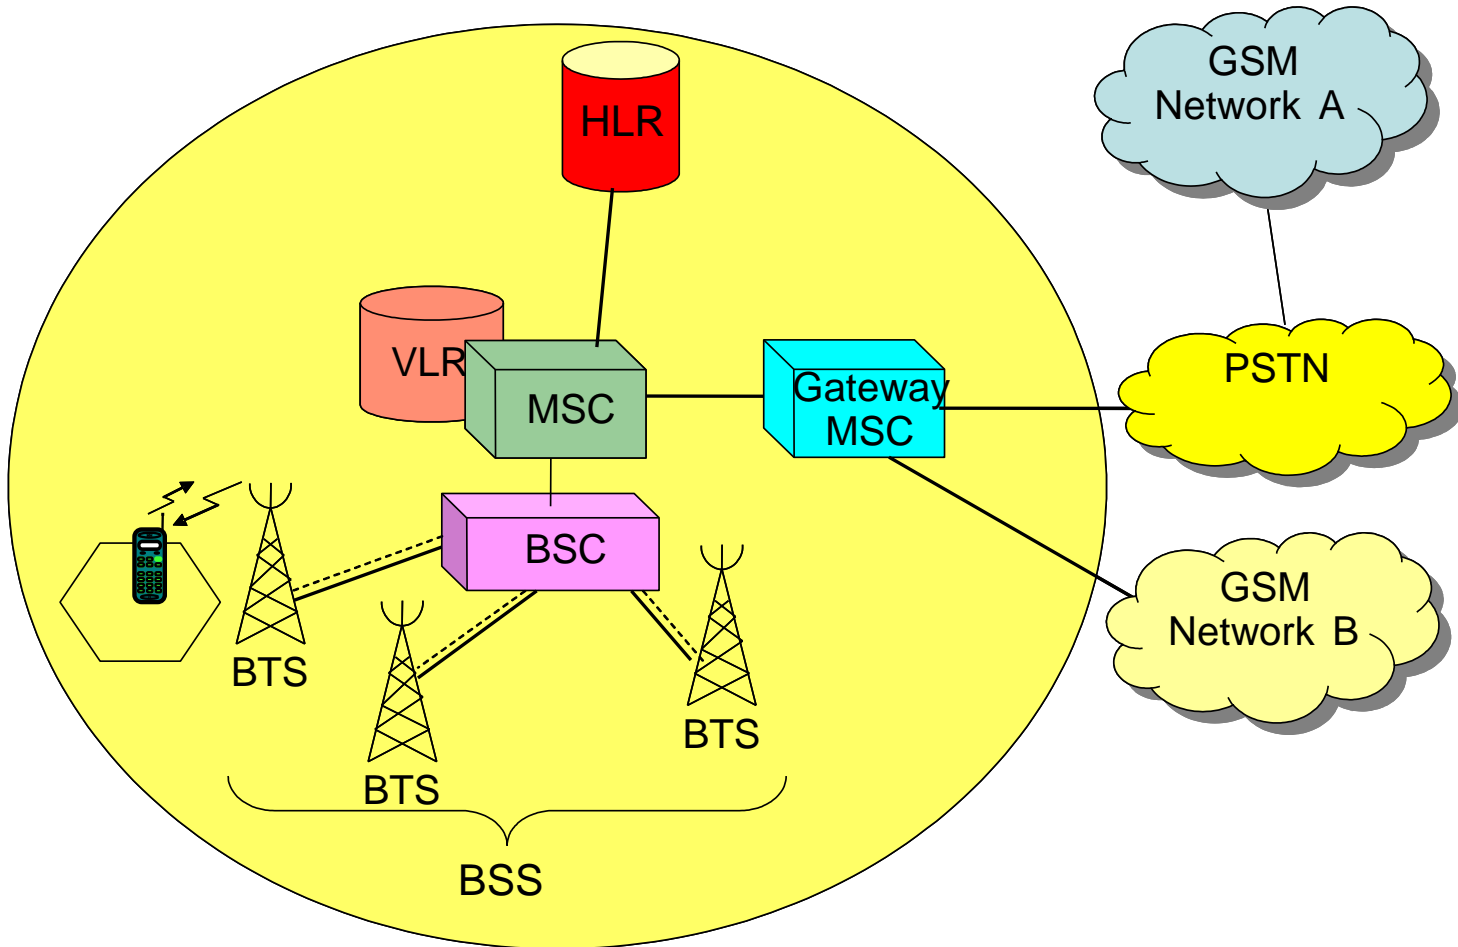 HLR
GSM
Network A
VLR
MSC
Gateway
MSC
PSTN
BSC
GSM
Network B
BTS
BTS
BTS
BSS